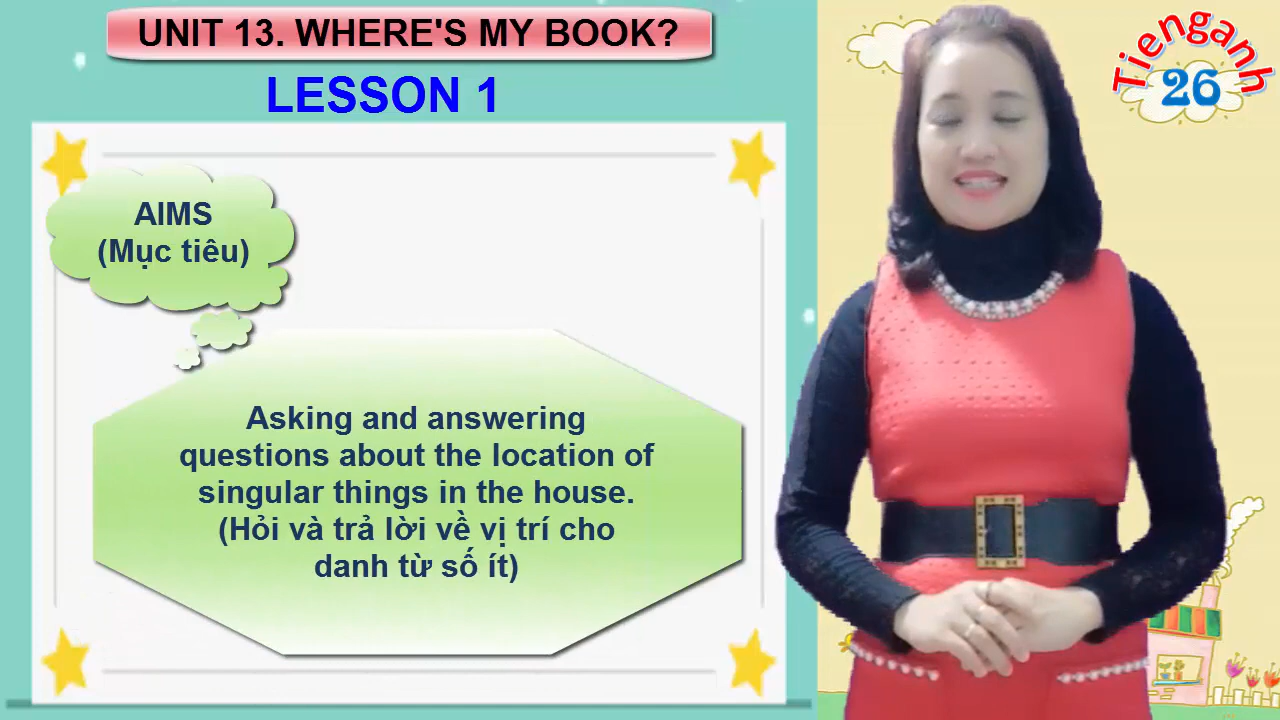 UNIT 13. WHERE'S MY BOOK?
LESSON 1
Tienganh
26
AIMS
(Mục tiêu)
Asking and answering
questions about the location of
singular things in the house.
(Hỏi và trả lời về vị trí cho
danh từ số ít)